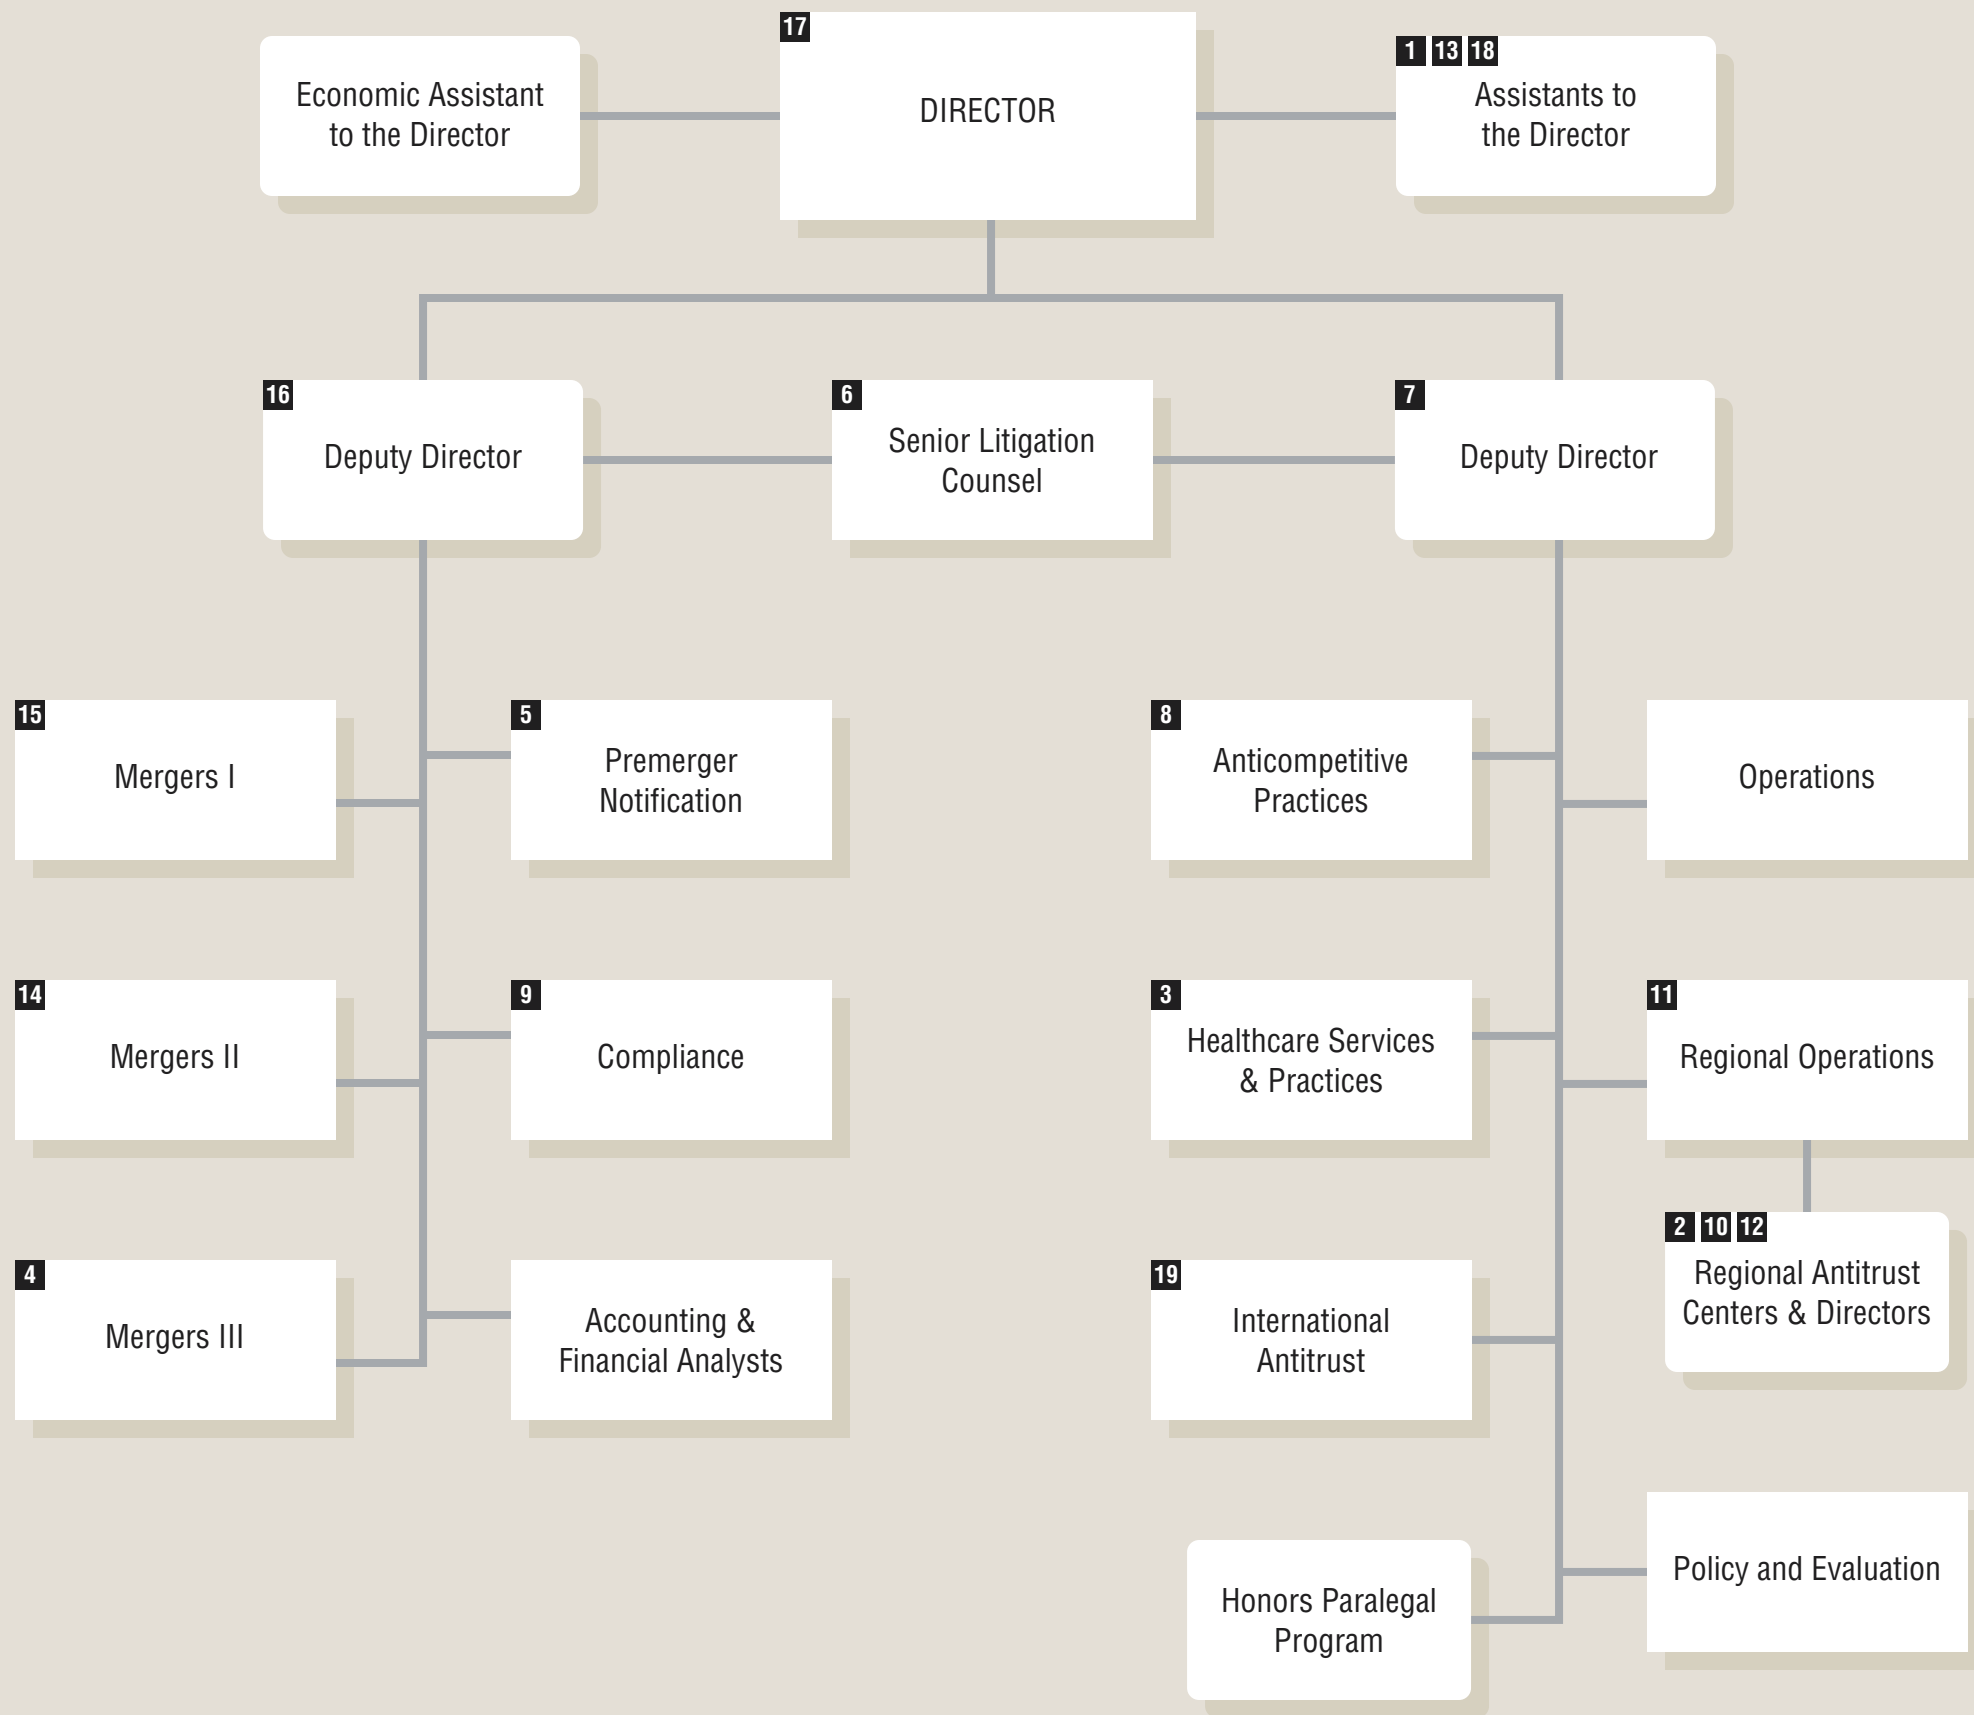 Economic Assistant
to the Director
17
DIRECTOR
1 13 18
Assistants to
the Director
16
Deputy Director
6
Senior Litigation
Counsel
7
Deputy Director
15
Mergers I
5
Premerger
Notification
8
Anticompetitive
Practices
Operations
14
Mergers II
9
Compliance
3
Healthcare Services
& Practices
11
Regional Operations
2 10 12
Regional Antitrust
Centers & Directors
4
Mergers III
Accounting &
Financial Analysts
19
International
Antitrust
Honors Paralegal
Program
Policy and Evaluation